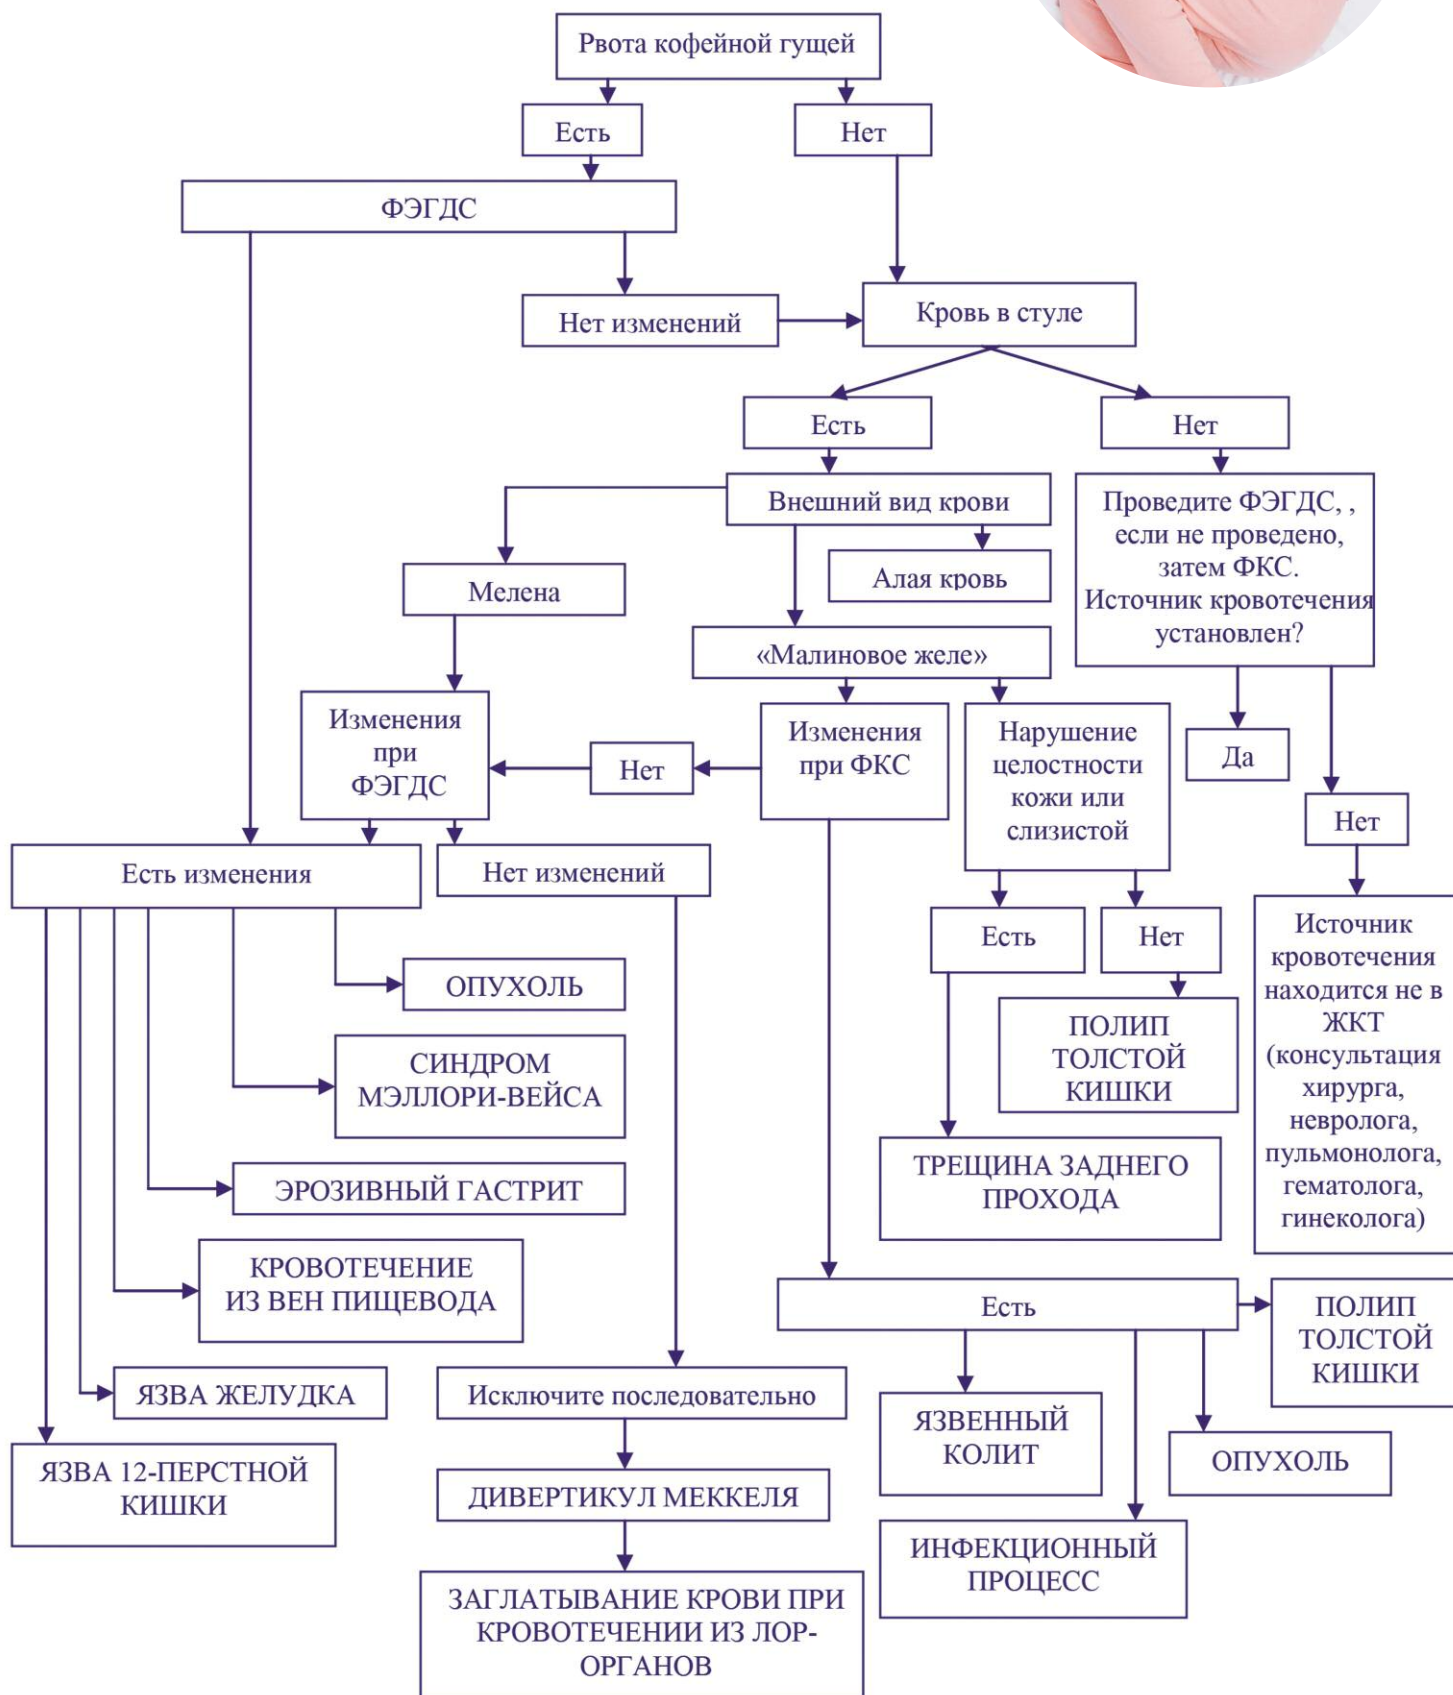 Рвота кофейной гущей
Есть
Нет
ФЭГДС
Нет изменений
Кровь в стуле
Есть
Нет
Внешний вид крови
Проведите ФЭГДС, ,
если не проведено,
затем ФКС.
Источник кровотечения
установлен?
Алая кровь
Мелена
«Малиновое желе»
Изменения
при
ФЭГДС
Нет
Изменения
при ФКС
Нарушение
целостности
кожи или
слизистой
Да
Нет
Есть изменения
Нет изменений
Есть
Нет
Источник
кровотечения
находится не в
ЖКТ
(консультация
хирурга,
невролога,
пульмонолога,
гематолога,
гинеколога)
ОПУХОЛЬ
ПОЛИП
ТОЛСТОЙ
КИШКИ
СИНДРОМ
МЭЛЛОРИ-ВЕЙСА
ТРЕЩИНА ЗАДНЕГО
ПРОХОДА
ЭРОЗИВНЫЙ ГАСТРИТ
КРОВОТЕЧЕНИЕ
ИЗ ВЕН ПИЩЕВОДА
Есть
ПОЛИП
ТОЛСТОЙ
КИШКИ
ЯЗВА ЖЕЛУДКА
Исключите последовательно
ЯЗВЕННЫЙ
КОЛИТ
ОПУХОЛЬ
ЯЗВА 12-ПЕРСТНОЙ
КИШКИ
ДИВЕРТИКУЛ МЕККЕЛЯ
ИНФЕКЦИОННЫЙ
ПРОЦЕСС
ЗАГЛАТЫВАНИЕ КРОВИ ПРИ
КРОВОТЕЧЕНИИ ИЗ ЛОР-
ОРГАНОВ